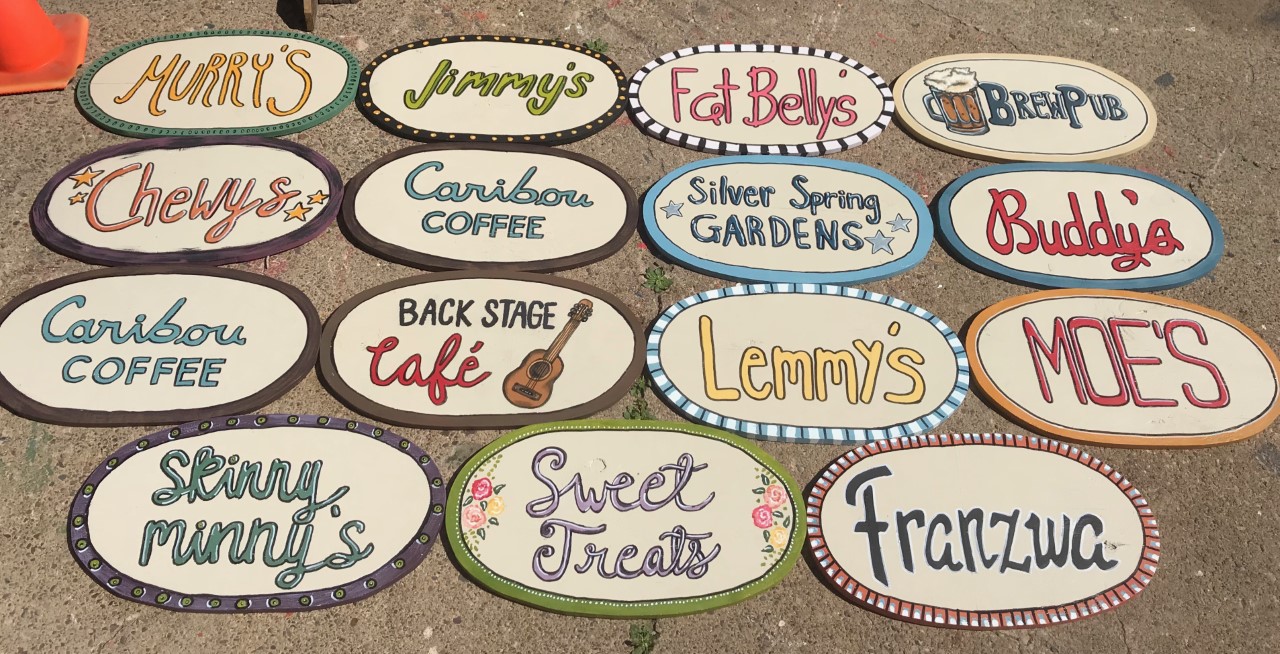 MURRY'S
Jimmy's
Fat Belly's
BREWPUB
Chewys
Caribou
COFFEE
Silver Spring
GARDENS
Buddy's
Caribou
COFFEE
BACK STAGE
Café
Lemmy's
MOE'S
Skinny
minny's
Sweet
Treats
Franzwa